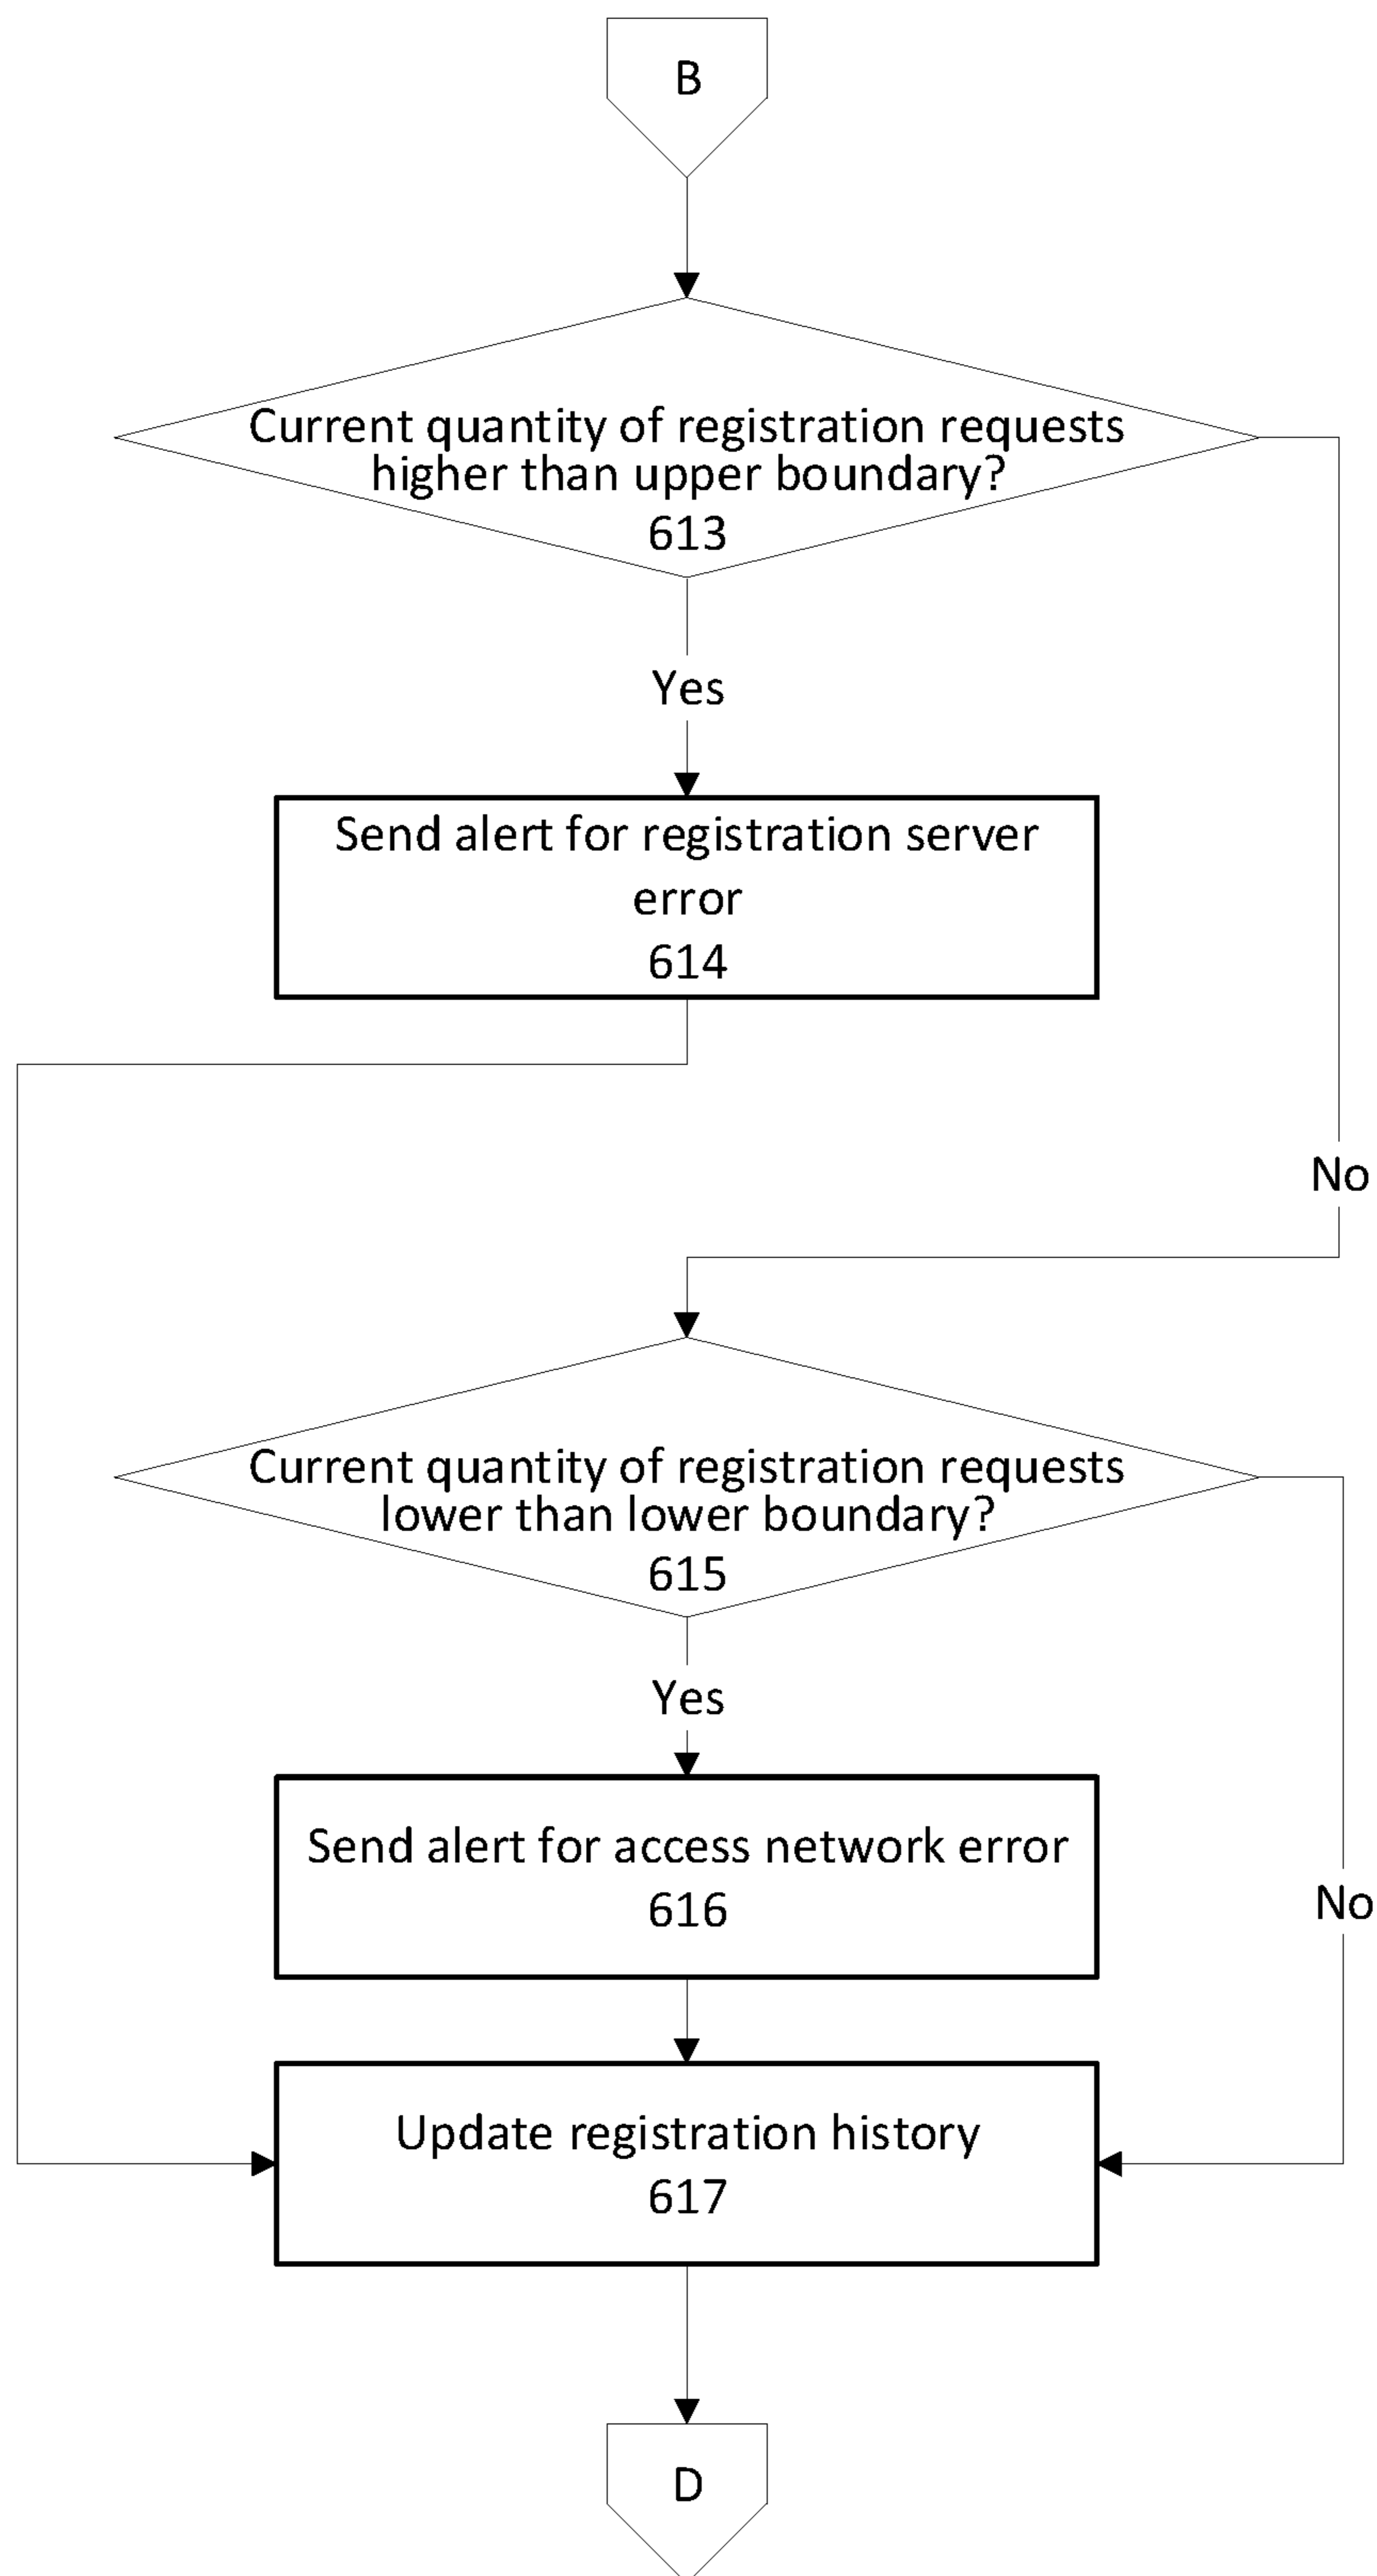 B
Current quantity of registration requests
higher than upper boundary?
613
Yes
Send alert for registration server
error
614
No
Current quantity of registration requests
lower than lower boundary?
615
Yes
Send alert for access network error
616
No
Update registration history
617
D